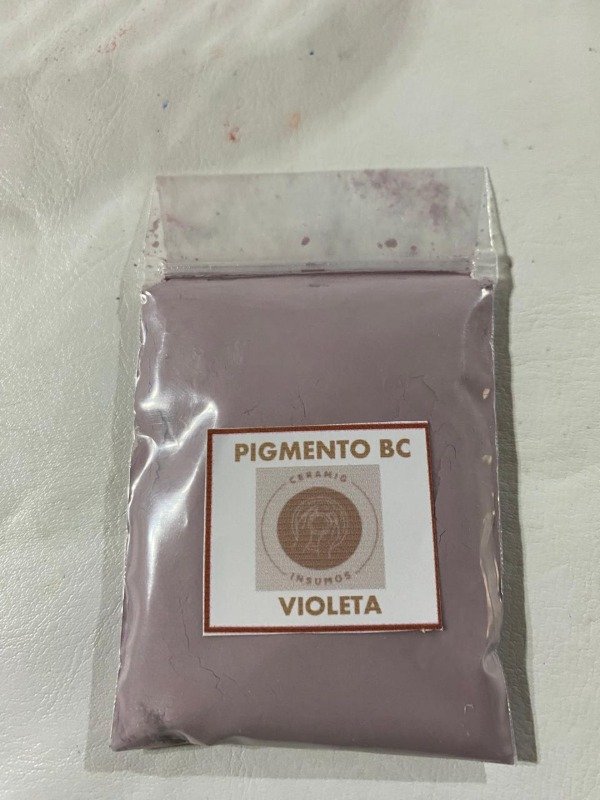 PIGMENTO BC
CERAMIC
INSUMOS
VIOLETA